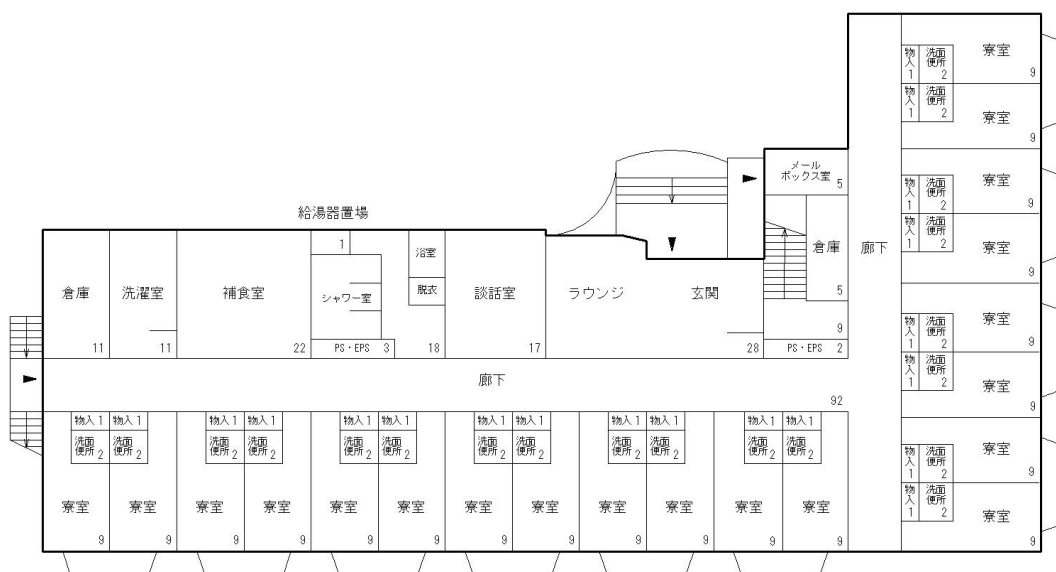 給湯器置場
倉庫
11
洗濯室
11
補食室
22
1
シャワー室
PS・EPS 3
浴室
脱衣
18
談話室
17
ラウンジ
玄関
28
メール
ボックス室
5
倉庫
5
9
PS・EPS 2
廊下
廊下
92
物入 1
洗面
便所 2
寮室
9
物入 1
洗面
便所 2
寮室
9
物入 1
洗面
便所 2
寮室
9
物入 1
洗面
便所 2
寮室
9
物入 1
洗面
便所 2
寮室
9
物入 1
洗面
便所 2
寮室
9
物入 1
洗面
便所 2
寮室
9
物入 1
洗面
便所 2
寮室
9
物入 1
洗面
便所 2
寮室
9
物入 1
洗面
便所 2
寮室
9
物入 1
洗面
便所 2
寮室
9
物入 1
洗面
便所 2
寮室
9
物入
1
洗面
便所
2
寮室
9
物入
1
洗面
便所
2
寮室
9
物入
1
洗面
便所
2
寮室
9
物入
1
洗面
便所
2
寮室
9
物入
1
洗面
便所
2
寮室
9
物入
1
洗面
便所
2
寮室
9
物入
1
洗面
便所
2
寮室
9
物入
1
洗面
便所
2
寮室
9